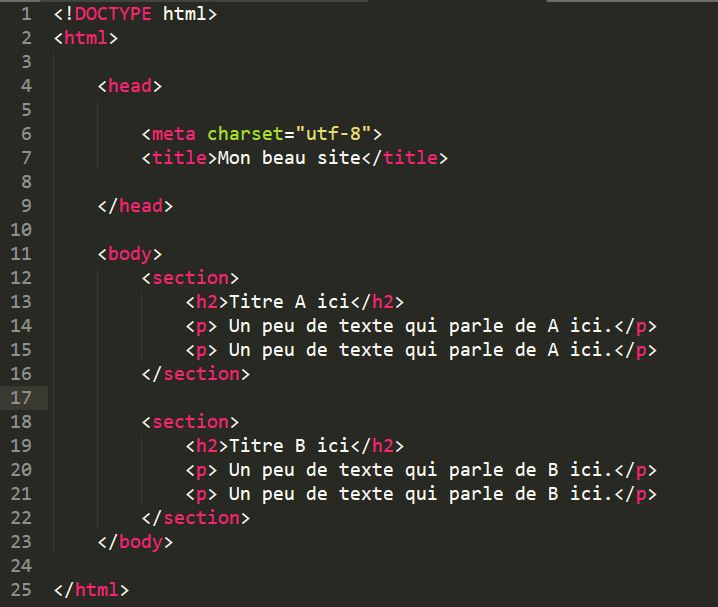 1 <!DOCTYPE html>
2 <html>
3
4 <head>
5
6 <meta charset="utf-8">
7 <title>Mon beau site</title>
8
9 </head>
10
11 <body>
12 <section>
13 <h2>Titre A ici</h2>
14 <p> Un peu de texte qui parle de A ici.</p>
15 <p> Un peu de texte qui parle de A ici.</p>
16 </section>
17
18 <section>
19 <h2>Titre B ici</h2>
20 <p> Un peu de texte qui parle de B ici.</p>
21 <p> Un peu de texte qui parle de B ici.</p>
22 </section>
23 </body>
24
25 </html>